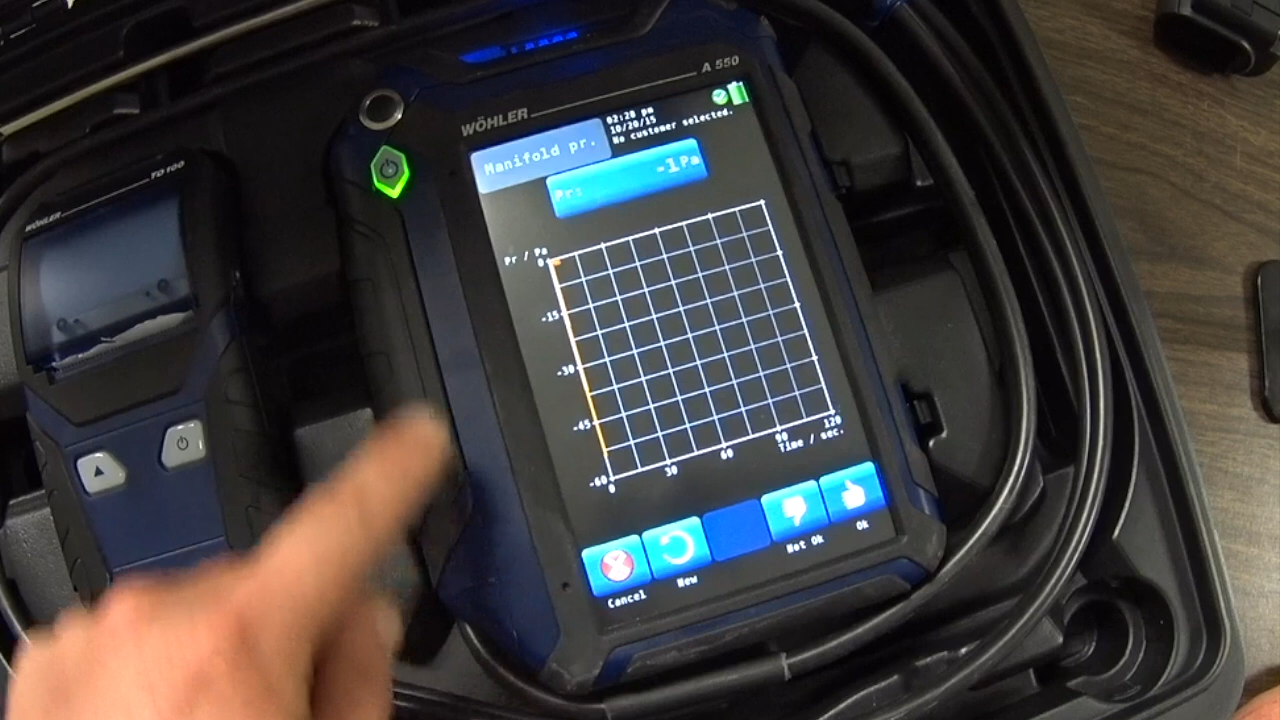 WÖHLER
TD 100
WÖHLER
A 550
Manifold pr.
02:28 pm
10/20/15
No customer selected.
Pr:
-1Pa
Pr / Pa
0
-15
-30
-45
-60
0
30
60
90
120
Time / sec.
Cancel
New
Not Ok
Ok